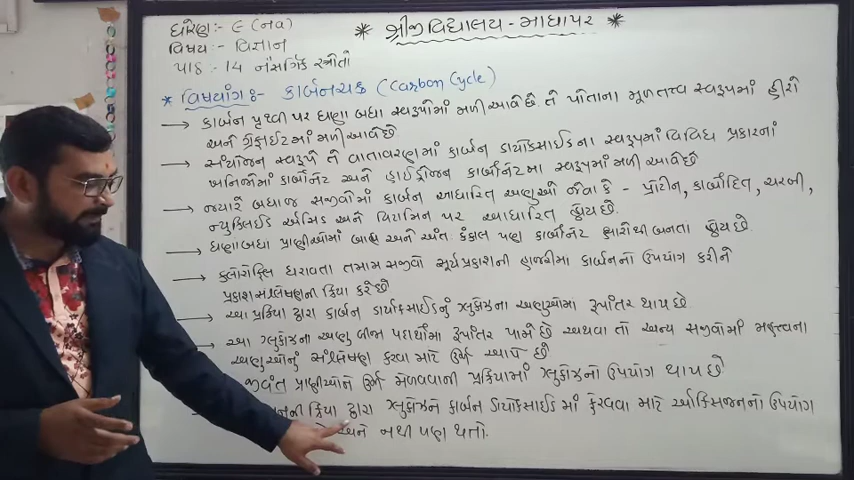 ધોરણ:- ૯ (નવ)
* શ્રીજી વિદ્યાલય - માધાપર *
વિષય:- વિજ્ઞાન
પાઠ:- 14 નૈસર્ગિક સ્ત્રોતો
* વિષયાંગ:- કાર્બનચક્ર (Carbon Cycle)
→ કાર્બન પૃથ્વી પર ઘણા બધા સ્વરૂપોમાં મળી આવે છે. તે પોતાના મૂળતત્ત્વ સ્વરૂપમાં હીરો
અને ગ્રેફાઈટમાં મળી આવે છે
→ સંયોજન સ્વરૂપે તે વાતાવરણમાં કાર્બન ડાયોક્સાઈડના સ્વરૂપમાં વિવિધ પ્રકારનાં
ખનિજોમાં કાર્બોનેટ અને હાઈડ્રોજન કાર્બોનેટમા સ્વરૂપમાં મળી આવે છે
→ જ્યારે બધાજ સજીવોમાં કાર્બન આધારિત અણુઓ જેવા કે - પ્રોટીન, કાર્બોદિત, ચરબી,
ન્યુક્લિઈડ એસિડ અને વિટામિન પર આધારિત હોય છે.
→ ઘણા બધા પ્રાણીઓમાં બાહ્ય અને અંતઃ કંકાલ પણ કાર્બોનેટ ક્ષારોથી બનતા હોય છે.
→ ક્લોરોફિલ ધરાવતા તમામ સજીવો સૂર્યપ્રકાશની હાજરીમા કાર્બનનો ઉપયોગ કરીને
પ્રકાશસંશ્લેષણની ક્રિયા કરે છે
→ આ પ્રક્રિયા દ્વારા કાર્બન ડાયોક્સાઈડનું ગ્લુકોઝના અણુઓમા રૂપાંતર થાય છે.
→ આ ગ્લુકોઝના અણુ બીજા પદાર્થોમા રૂપાંતર પામે છે અથવા તો અન્ય સજીવોમાં મહત્ત્વના
અણુઓનું સંશ્લેષણ કરવા માટે ઉર્જા આપે છે
જીવંત પ્રાણીઓને ઉર્જા મેળવવાની પ્રક્રિયામાં ગ્લુકોઝનો ઉપયોગ થાય છે
ક્રિયા દ્વારા ગ્લુકોઝને કાર્બન ડાયોક્સાઈડ માં ફેરવવા માટે ઓક્સિજનનો ઉપયોગ
અને નથી પણ થતો.